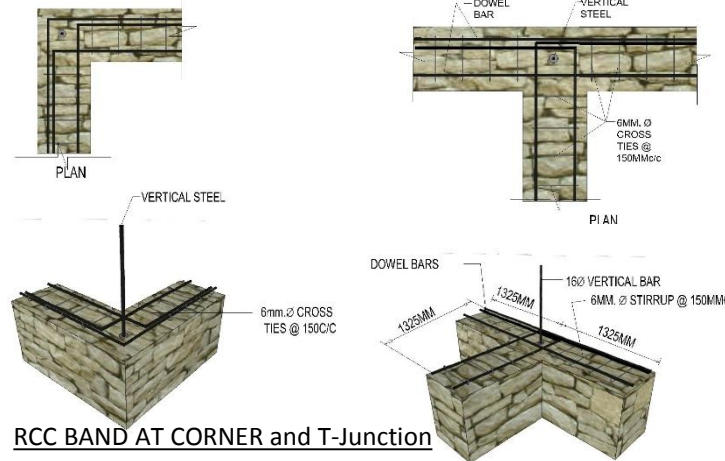 DOWEL
BAR
VERTICAL
STEEL
6MM. Ø
CROSS
TIES @
150MMc/c
PLAN
PLAN
VERTICAL STEEL
6mm.Ø CROSS
TIES @ 150C/C
DOWEL BARS
16Ø VERTICAL BAR
6MM. Ø STIRRUP @ 150MM
1325MM
1325MM
1325MM
RCC BAND AT CORNER and T-Junction